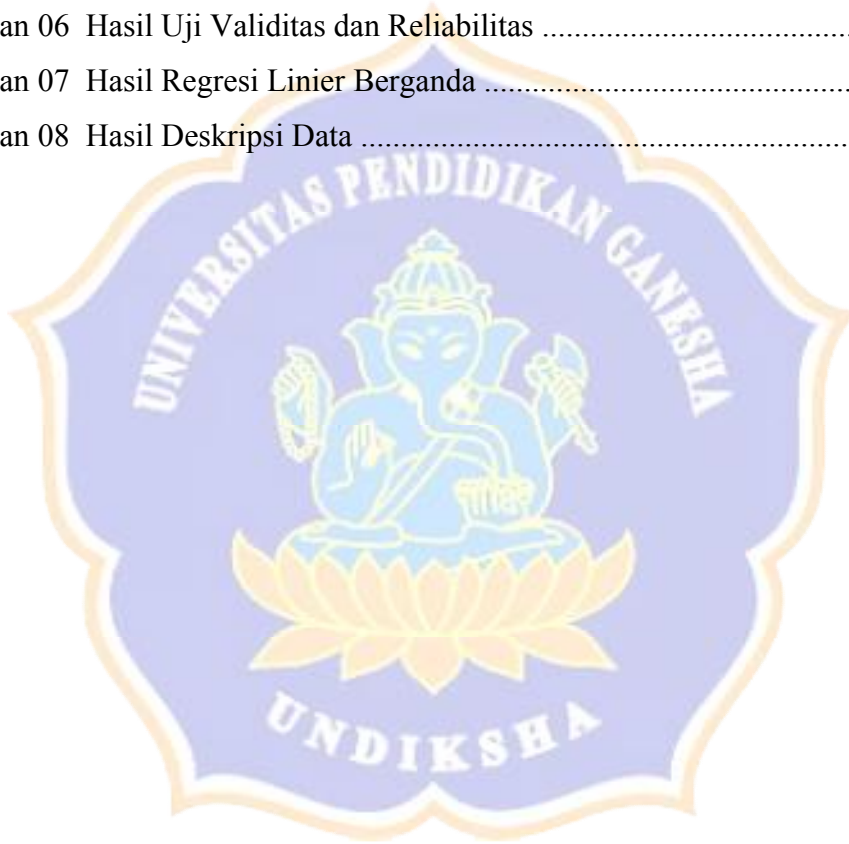 an 06 Hasil Uji Validitas dan Reliabilitas ....................................
an 07 Hasil Regresi Linier Berganda ............................................
an 08 Hasil Deskripsi Data ...........................................................
UNIVERSITAS PENDIDIKAN GANESHA
UNDIKSHA